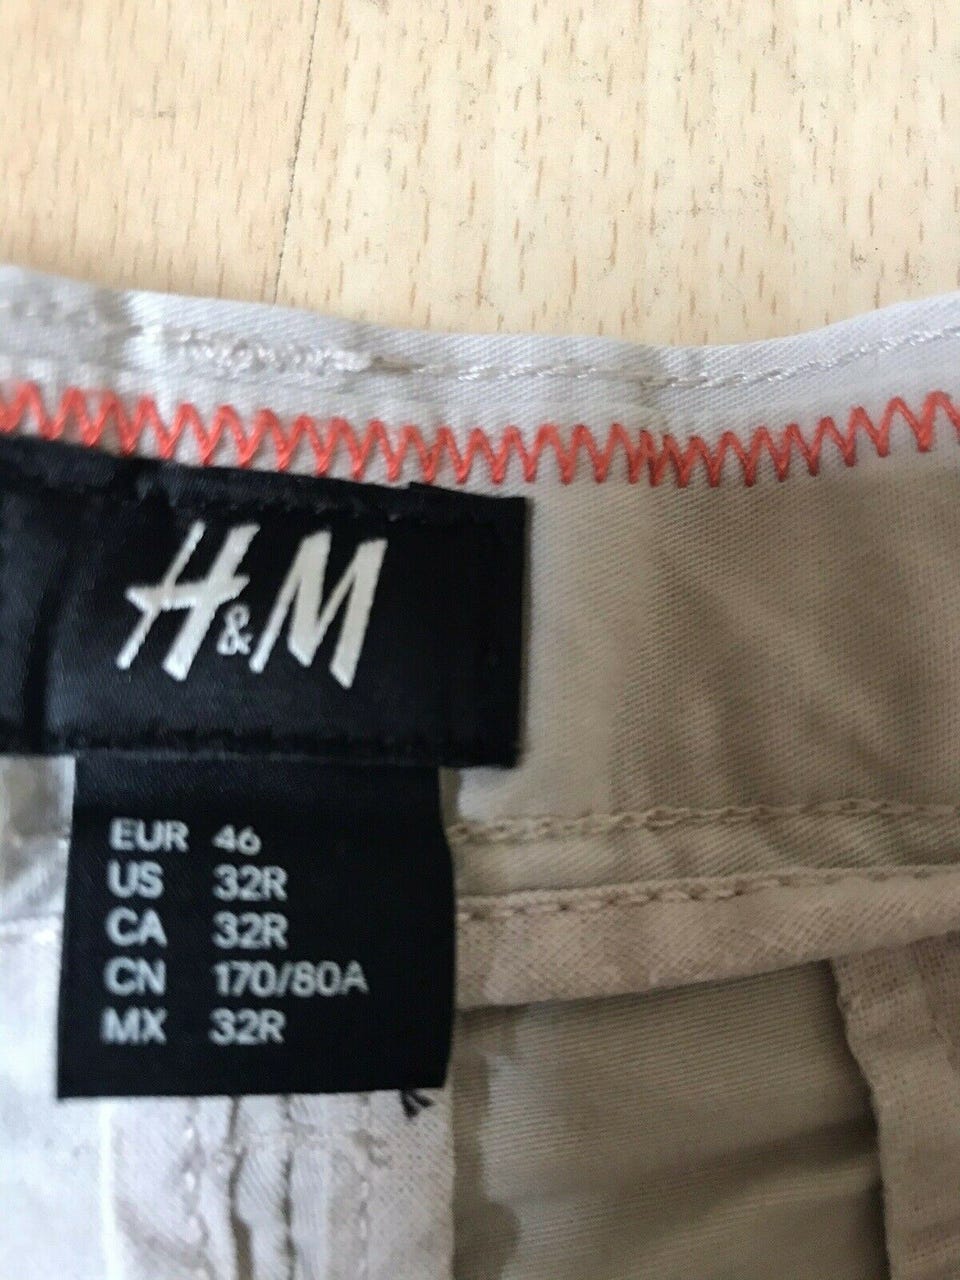 H&M
EUR 46
US 32R
CA 32R
CN 170/80A
MX 32R